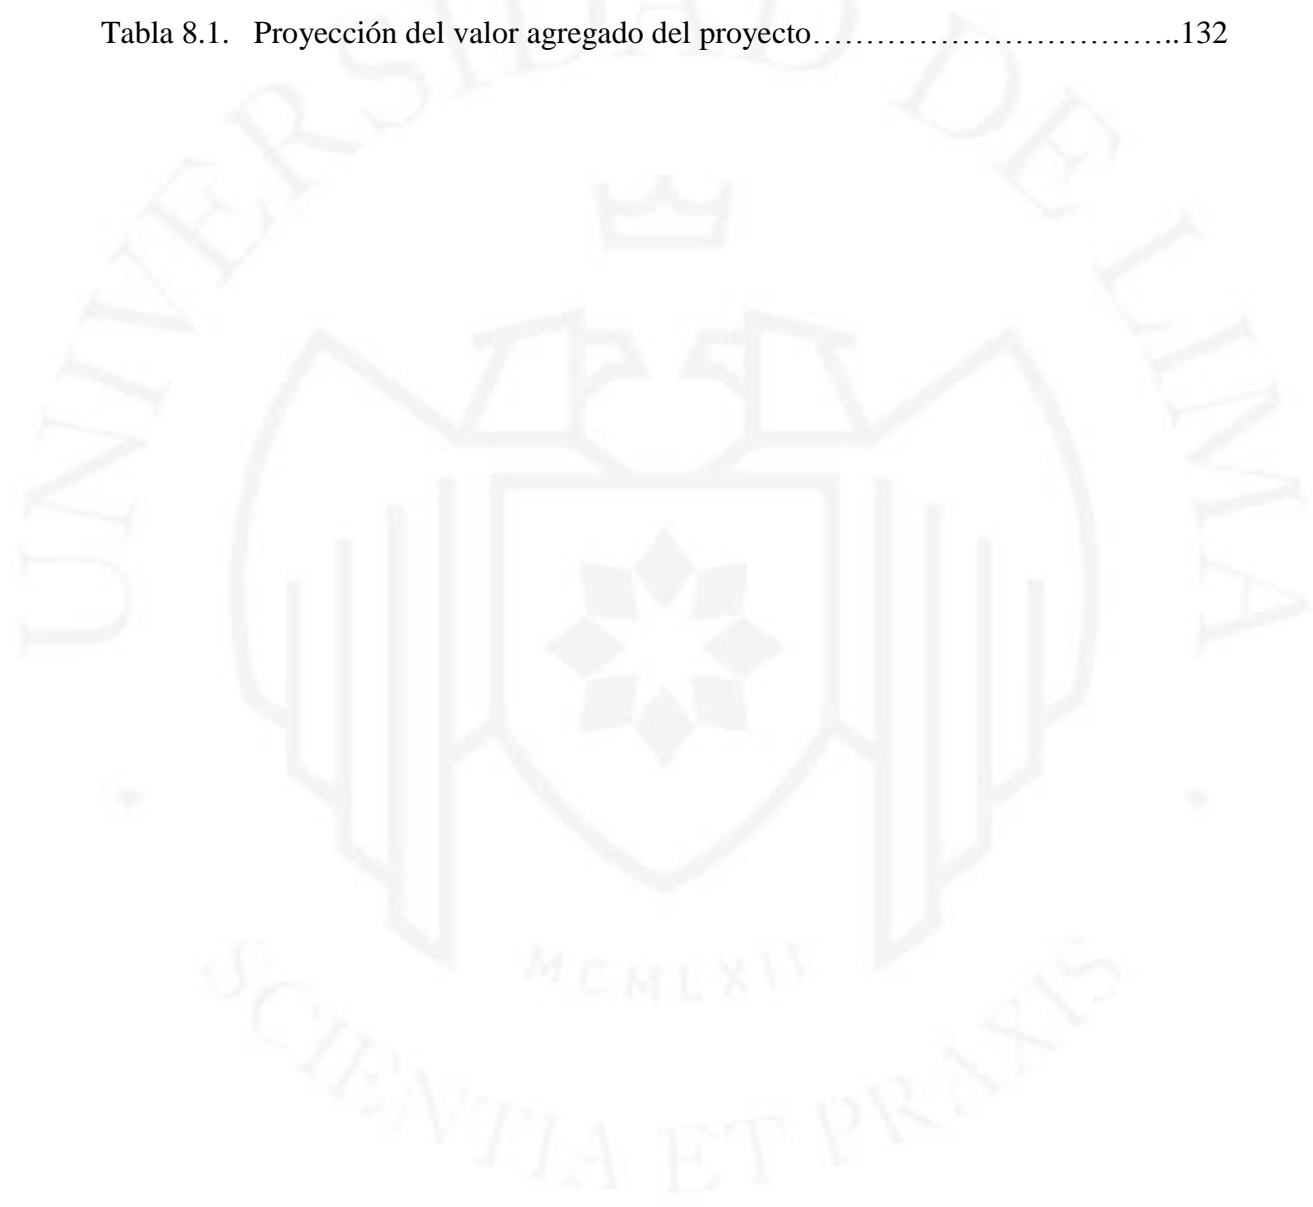 Tabla 8.1. Proyección del valor agregado del proyecto……………………………..132
UNIVERSIDAD DE LIMA
MCMLXII
SCIENTIA ET PRAXIS